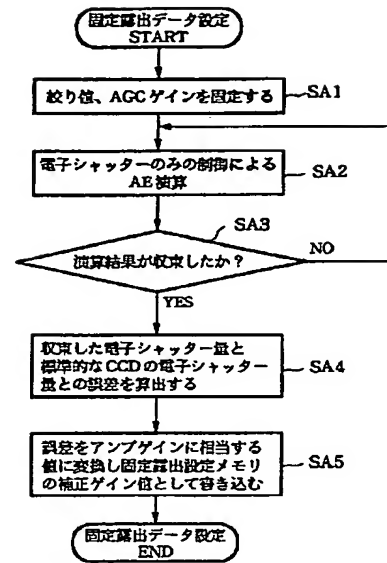 固定露出データ設定
START
絞り値、AGCゲインを固定する
SA1
電子シャッターのみの制御による
AE演算
SA2
SA3
演算結果が収束したか？
NO
YES
収束した電子シャッター量と
標準的なCCDの電子シャッター
量との誤差を算出する
SA4
誤差をアンプゲインに相当する
値に変換し固定露出設定メモリ
の補正ゲイン値として書き込む
SA5
固定露出データ設定
END